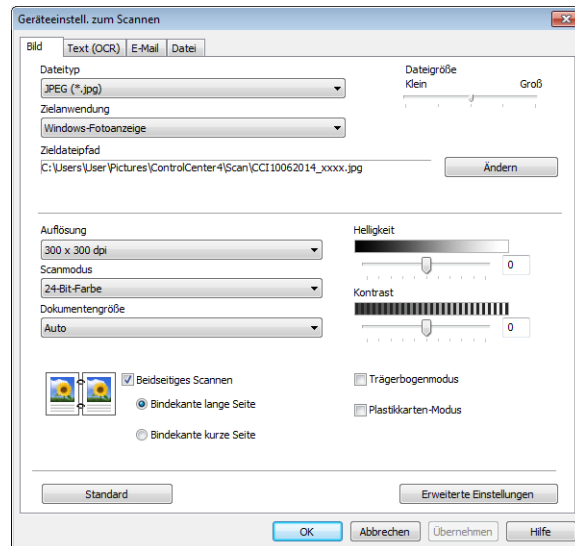 Geräteeinstell. zum Scannen
Bild Text (OCR) E-Mail Datei
Dateityp Dateigröße
JPEG (*.jpg) Klein Groß
Zielanwendung
Windows-Fotoanzeige
Zieldateipfad
C:\Users\User\Pictures\ControlCenter4\Scan\CCI10062014_xxxx.jpg Ändern
Auflösung Helligkeit
300 x 300 dpi
Scanmodus 0
24-Bit-Farbe Kontrast
Dokumentengröße
Auto 0
Beidseitiges Scannen Trägerbogenmodus
Bindekante lange Seite Plastikkarten-Modus
Bindekante kurze Seite
Standard Erweiterte Einstellungen
OK Abbrechen Übernehmen Hilfe